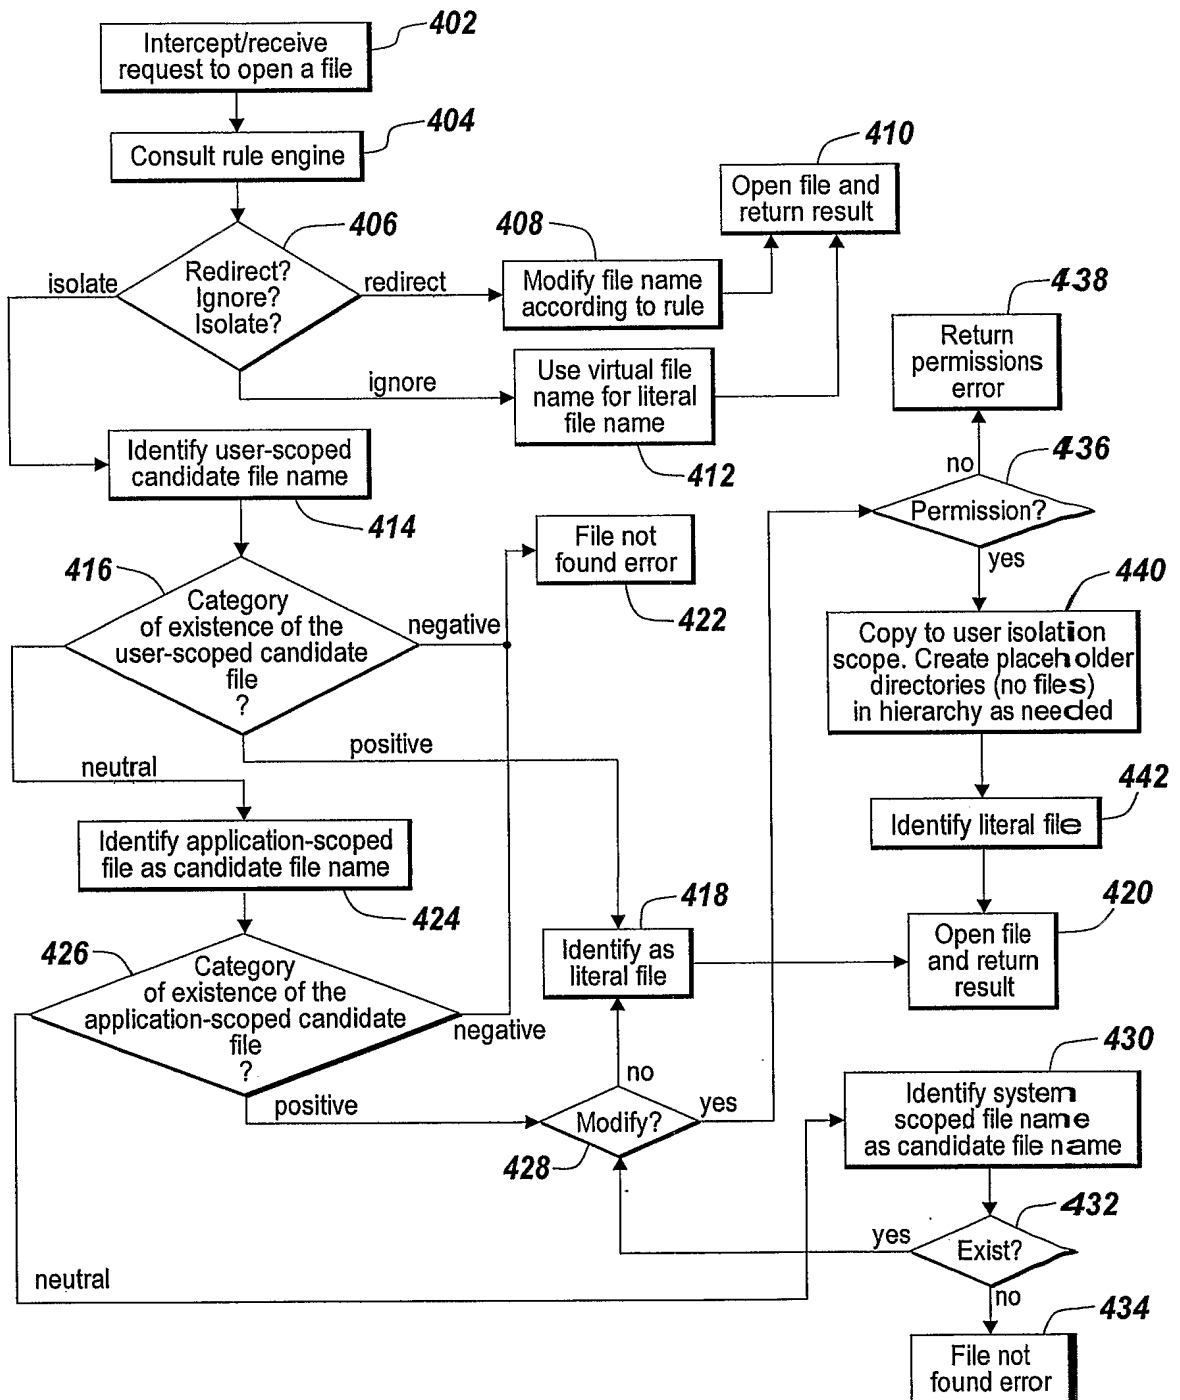 402
Intercept/receive
request to open a file
404
Consult rule engine
406
Redirect?
Ignore?
Isolate?
isolate
redirect
ignore
408
Modify file name
according to rule
410
Open file and
return result
Use virtual file
name for literal
file name
412
Identify user-scoped
candidate file name
414
416
Category
of existence of the
user-scoped candidate
file
?
negative
positive
neutral
File not
found error
422
438
Return
permissions
error
no
436
Permission?
yes
440
Copy to user isolation
scope. Create placeholder
directories (no files)
in hierarchy as needed
442
Identify literal file
420
Open file
and return
result
Identify application-scoped
file as candidate file name
424
418
Identify as
literal file
426
Category
of existence of the
application-scoped candidate
file
?
negative
positive
neutral
no
Modify?
yes
428
430
Identify system
scoped file name
as candidate file name
432
Exist?
yes
no
434
File not
found error